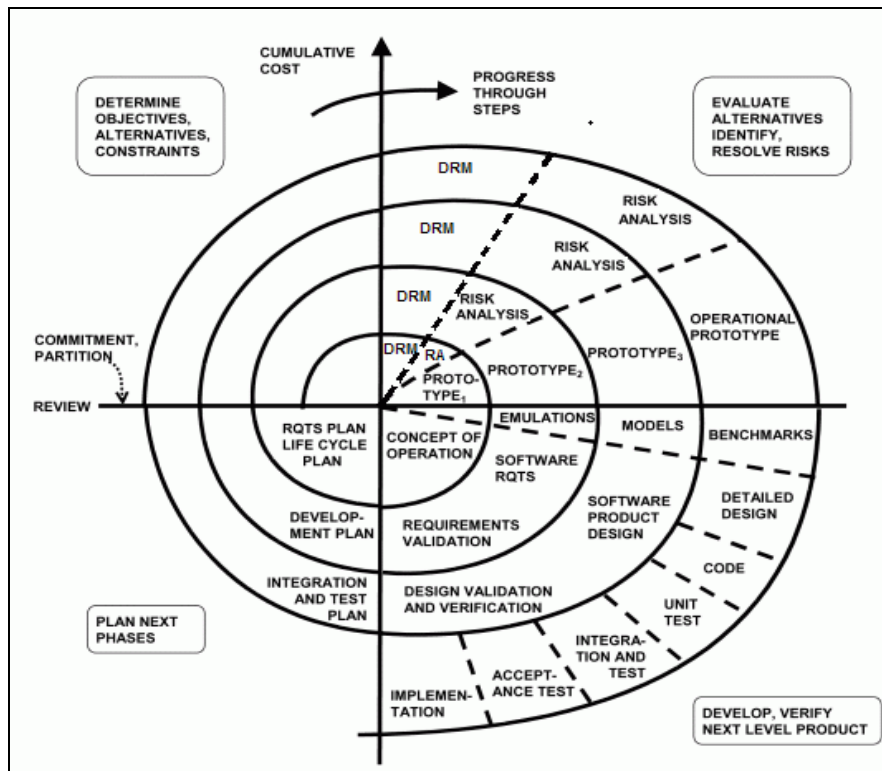 CUMULATIVE
COST
PROGRESS
THROUGH
STEPS
DETERMINE
OBJECTIVES,
ALTERNATIVES,
CONSTRAINTS
EVALUATE
ALTERNATIVES
IDENTIFY,
RESOLVE RISKS
DRM
RISK
ANALYSIS
DRM
RISK
ANALYSIS
DRM
RISK
ANALYSIS
DRM
RA
OPERATIONAL
PROTOTYPE
PROTOTYPE3
PROTOTYPE2
PROTO-
TYPE1
COMMITMENT,
PARTITION
REVIEW
RQTS PLAN
LIFE CYCLE
PLAN
CONCEPT OF
OPERATION
EMULATIONS
MODELS
BENCHMARKS
SOFTWARE
RQTS
SOFTWARE
PRODUCT
DESIGN
DETAILED
DESIGN
DEVELOP-
MENT PLAN
REQUIREMENTS
VALIDATION
CODE
INTEGRATION
AND TEST
PLAN
DESIGN VALIDATION
AND VERIFICATION
UNIT
TEST
PLAN NEXT
PHASES
INTEGRA-
TION AND
TEST
ACCEPT-
ANCE TEST
IMPLEMEN-
TATION
DEVELOP, VERIFY
NEXT LEVEL PRODUCT